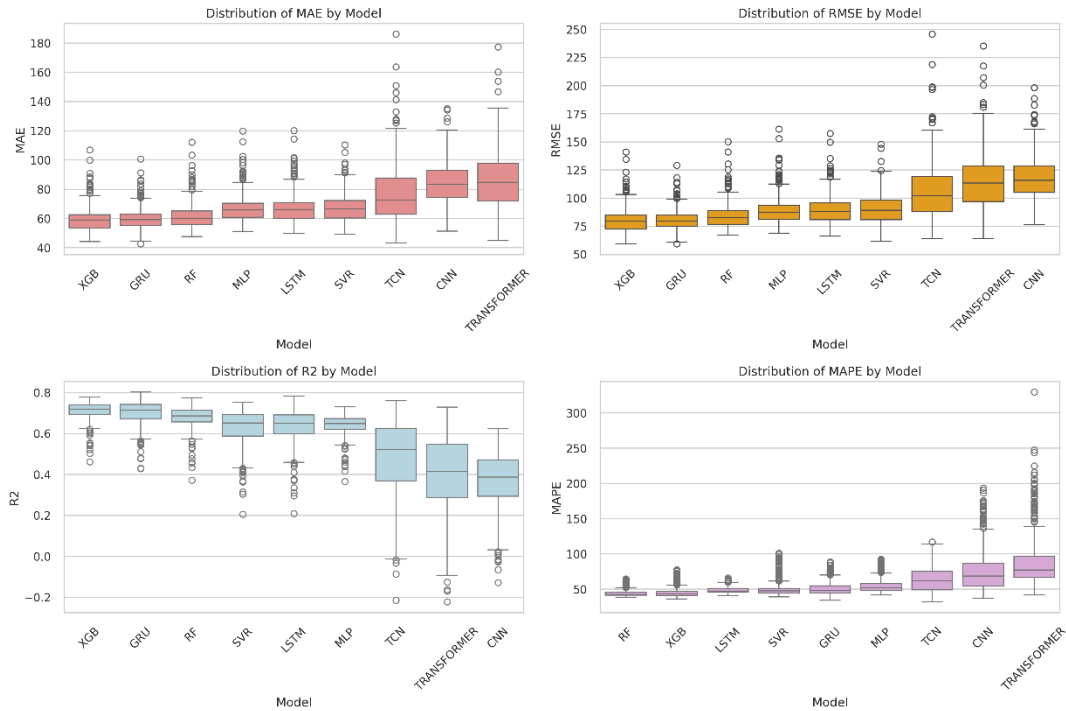 Distribution of MAE by Model
MAE
180
160
140
120
100
80
60
40
XGB
GRU
RF
MLP
LSTM
SVR
TCN
CNN
TRANSFORMER
Model
Distribution of RMSE by Model
RMSE
250
225
200
175
150
125
100
75
50
XGB
GRU
RF
MLP
LSTM
SVR
TCN
TRANSFORMER
CNN
Model
Distribution of R2 by Model
R2
0.8
0.6
0.4
0.2
0.0
−0.2
XGB
GRU
RF
SVR
LSTM
MLP
TCN
TRANSFORMER
CNN
Model
Distribution of MAPE by Model
MAPE
300
250
200
150
100
50
RF
XGB
LSTM
SVR
GRU
MLP
TCN
CNN
TRANSFORMER
Model